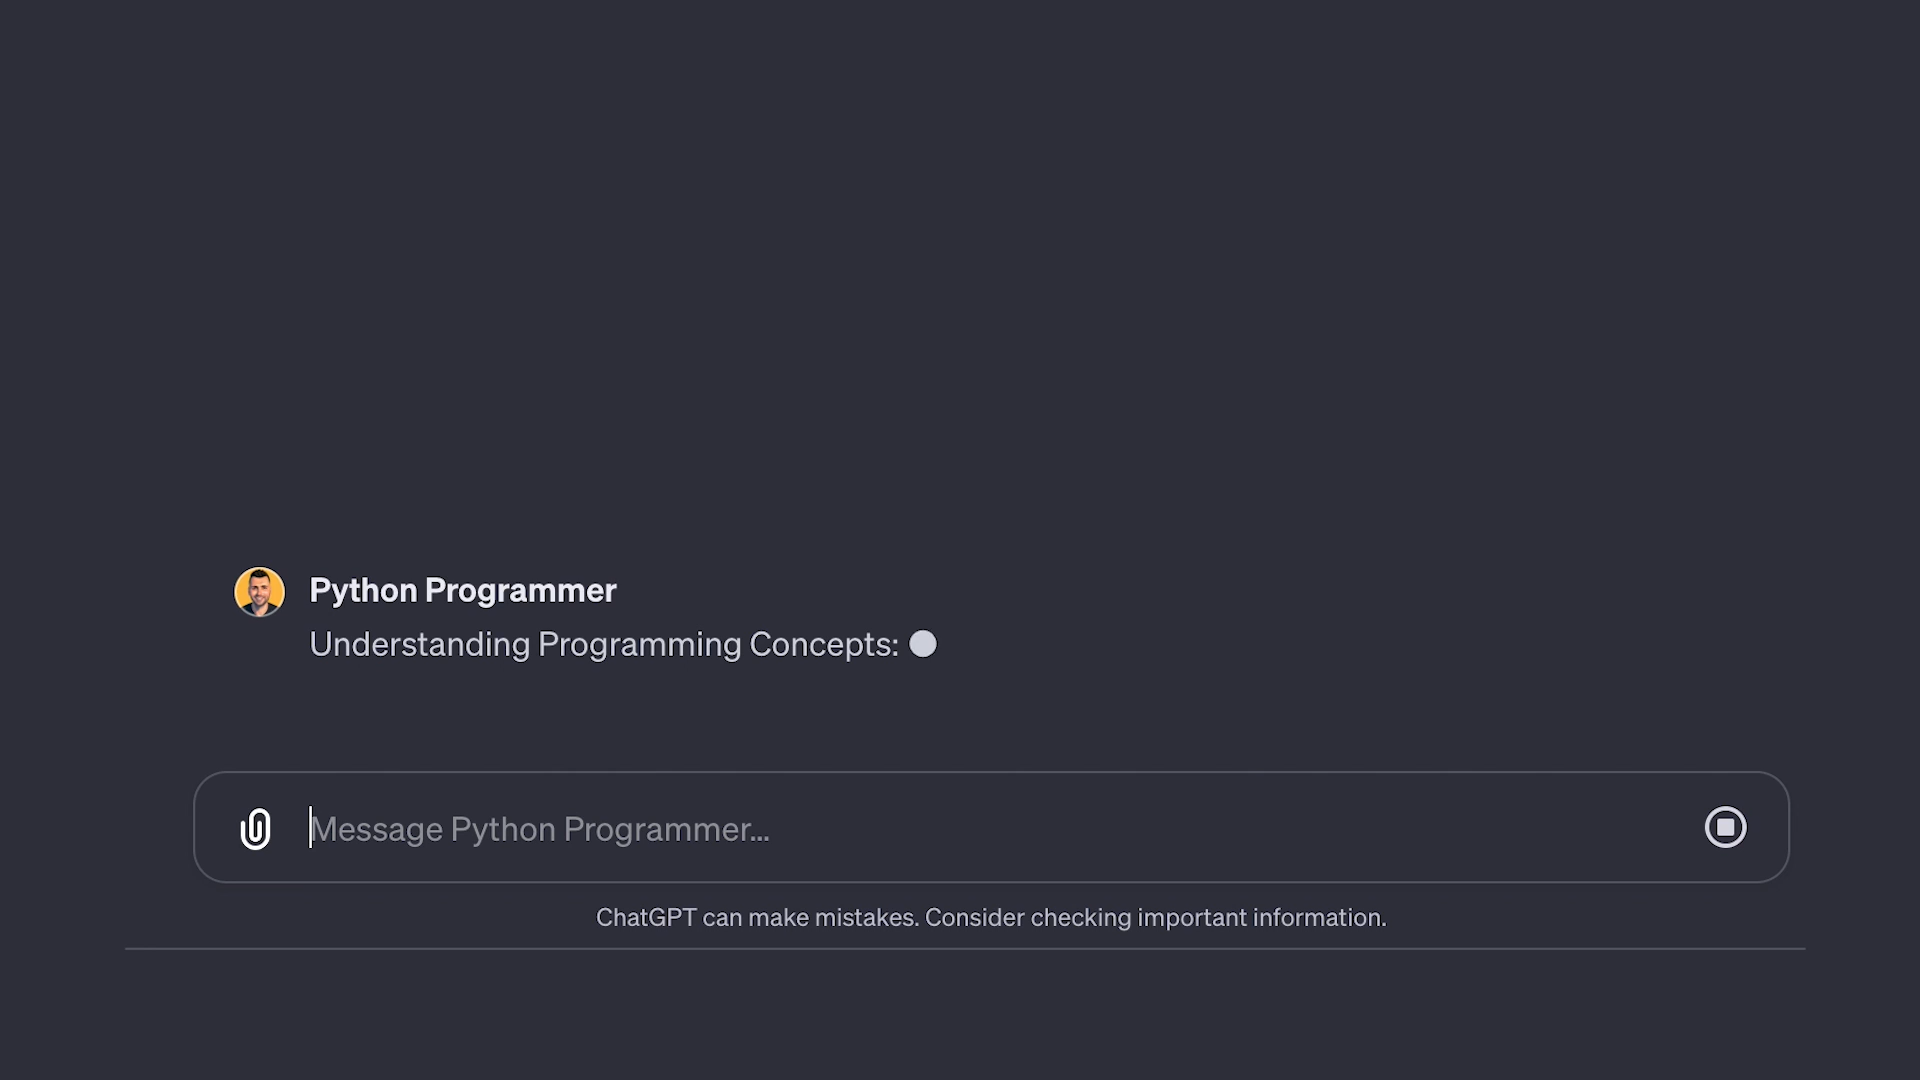 Python Programmer
Understanding Programming Concepts:
Message Python Programmer...
ChatGPT can make mistakes. Consider checking important information.